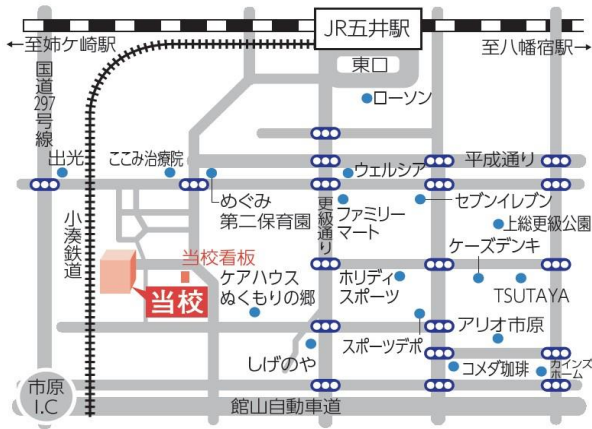 JR五井駅
←至姉ケ崎駅
至八幡宿駅→
東口
国道297号線
ローソン
出光
ここみ治療院
ウェルシア
平成通り
めぐみ
第二保育園
更級通り
ファミリー
マート
セブンイレブン
上総更級公園
小湊鉄道
当校看板
ケーズデンキ
ケアハウス
ぬくもりの郷
ホリディ
スポーツ
TSUTAYA
当校
スポーツデポ
アリオ市原
しげのや
コメダ珈琲
カインズ
ホーム
市原
I.C
館山自動車道